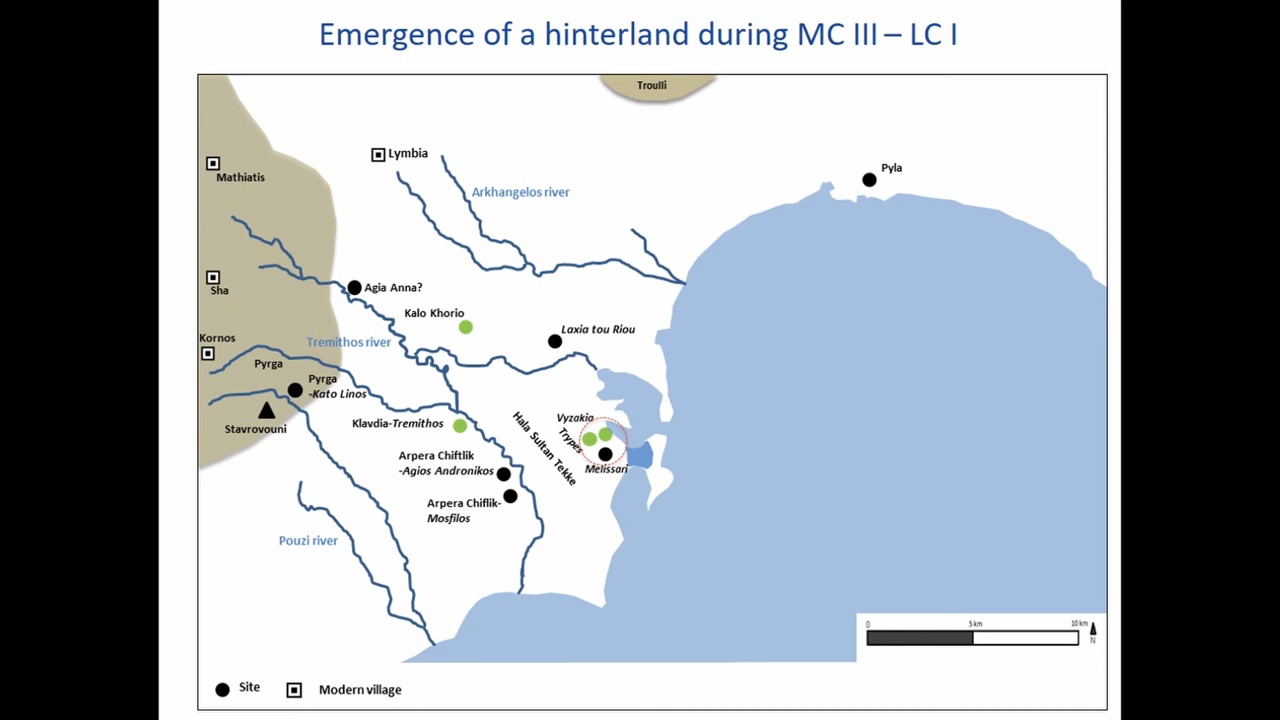 Emergence of a hinterland during MC III – LC I
Troulli
Lymbia
Mathiatis
Pyla
Arkhangelos river
Sha
Agia Anna?
Kalo Khorio
Laxia tou Riou
Kornos
Tremithos river
Pyrga
Pyrga
-Kato Linos
Stavrovouni
Klavdia-Tremithos
Vyzakia
Trypes
Hala Sultan Tekke
Melissari
Arpera Chiftlik
-Agios Andronikos
Arpera Chiflik-
Mosfilos
Pouzi river
0
5 km
10 km
N
Site
Modern village